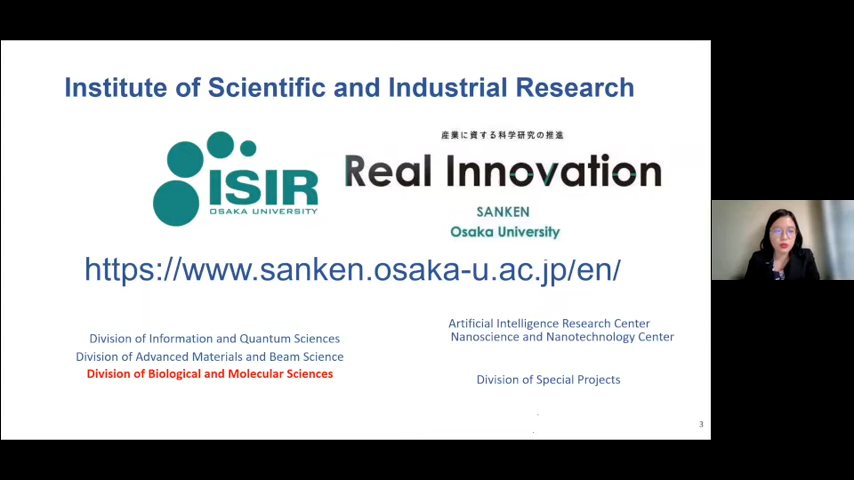 Institute of Scientific and Industrial Research
産業に資する科学研究の推進
ISIR
OSAKA UNIVERSITY
Real Innovation
SANKEN
Osaka University
https://www.sanken.osaka-u.ac.jp/en/
Division of Information and Quantum Sciences
Division of Advanced Materials and Beam Science
Division of Biological and Molecular Sciences
Artificial Intelligence Research Center
Nanoscience and Nanotechnology Center
Division of Special Projects
3